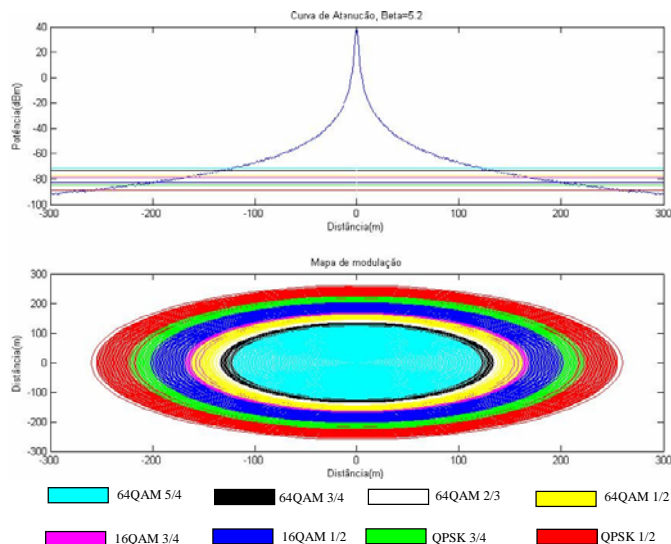 Curva de Atenução, Beta=5.2
40
20
0
-20
-40
-60
-80
-100
Potência(dBm)
-300 -200 -100 0 100 200 300
Distância(m)
Mapa de modulação
300
200
100
0
-100
-200
-300
Distância(m)
-300 -200 -100 0 100 200 300
Distância(m)
64QAM 5/4 64QAM 3/4 64QAM 2/3 64QAM 1/2
16QAM 3/4 16QAM 1/2 QPSK 3/4 QPSK 1/2